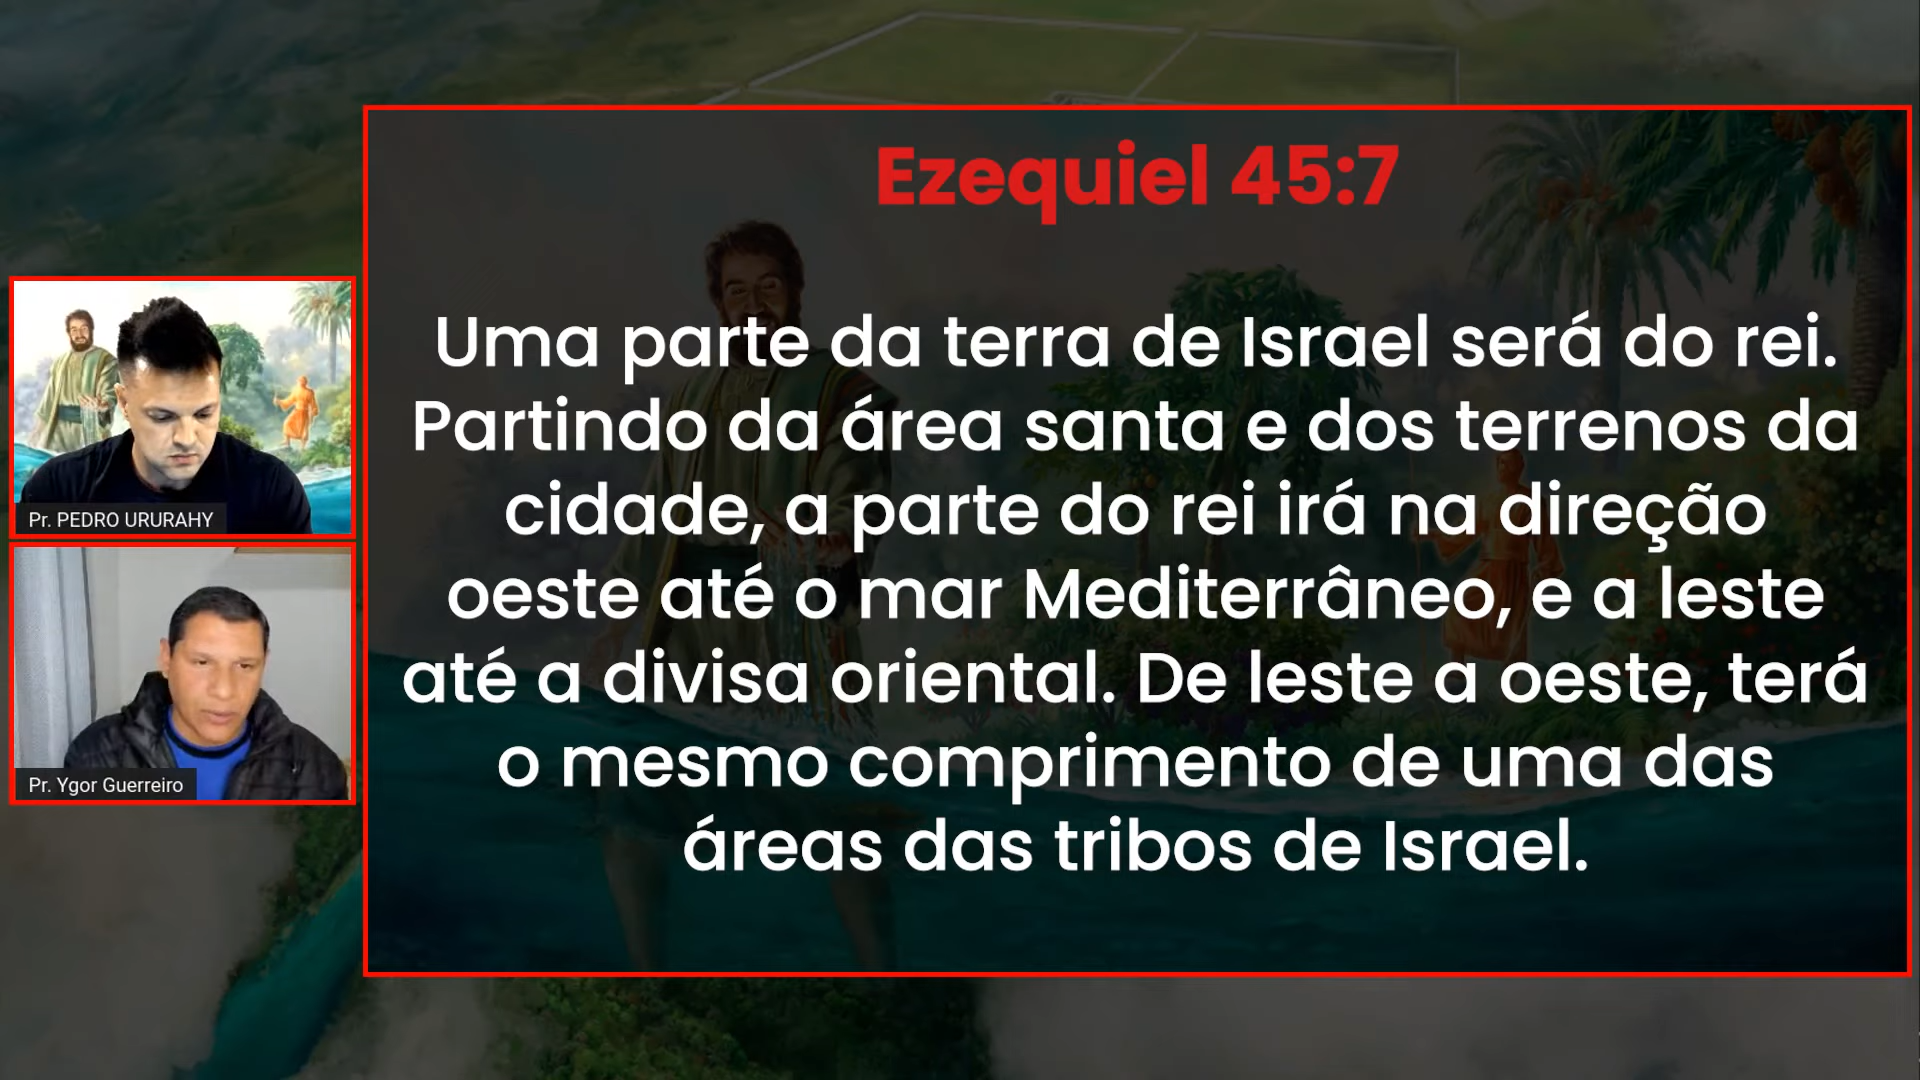 Ezequiel 45:7
Uma parte da terra de Israel será do rei.
Partindo da área santa e dos terrenos da
cidade, a parte do rei irá na direção
oeste até o mar Mediterrâneo, e a leste
até a divisa oriental. De leste a oeste, terá
o mesmo comprimento de uma das
áreas das tribos de Israel.
Pr. PEDRO URURAHY
Pr. Ygor Guerreiro